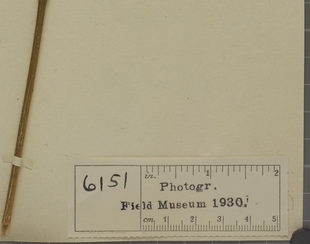 6151
in. 1 2
Photogr.
Field Museum 1930.
cm. 1 2 3 4 5